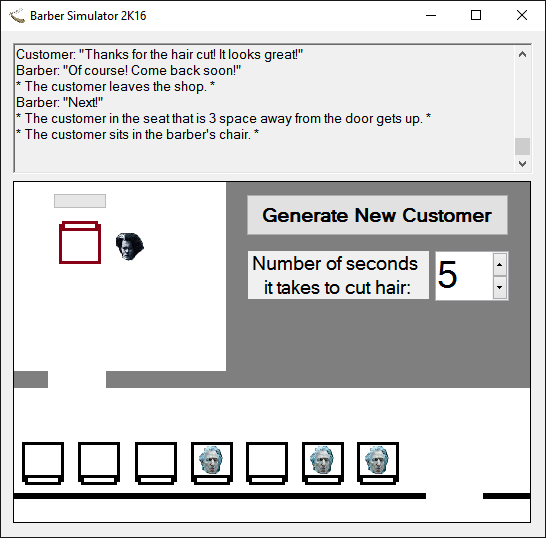 Barber Simulator 2K16
Customer: "Thanks for the hair cut! It looks great!"
Barber: "Of course! Come back soon!"
* The customer leaves the shop. *
Barber: "Next!"
* The customer in the seat that is 3 space away from the door gets up. *
* The customer sits in the barber's chair. *
Generate New Customer
Number of seconds
it takes to cut hair:
5